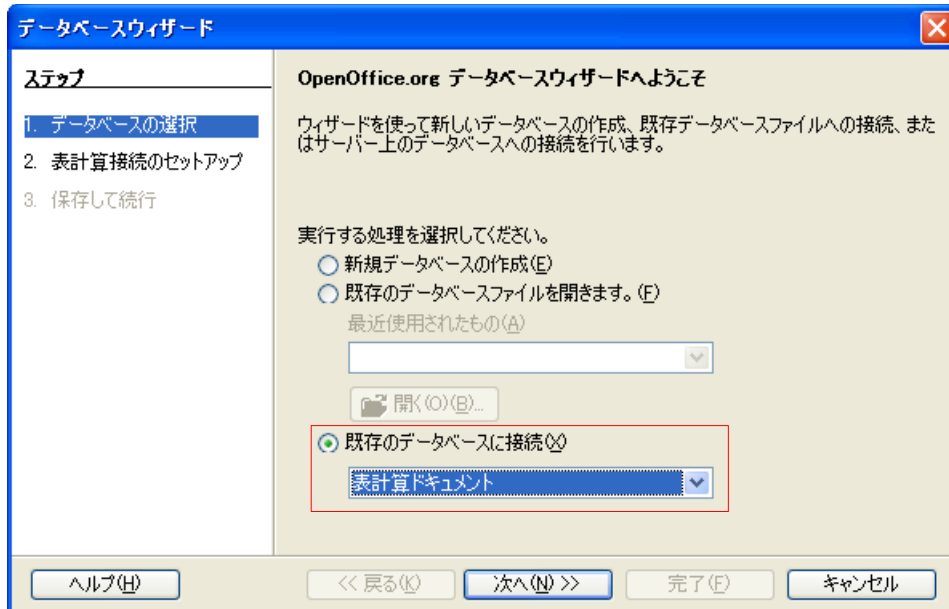 データベースウィザード
ステップ
1. データベースの選択
2. 表計算接続のセットアップ
3. 保存して続行
OpenOffice.org データベースウィザードへようこそ
ウィザードを使って新しいデータベースの作成、既存データベースファイルへの接続、また
はサーバー上のデータベースへの接続を行います。
実行する処理を選択してください。
新規データベースの作成(E)
既存のデータベースファイルを開きます。(F)
最近使用されたもの(A)
開く(O)(B)...
既存のデータベースに接続(X)
表計算ドキュメント
ヘルプ(H)
<< 戻る(K)
次へ(N) >>
完了(F)
キャンセル